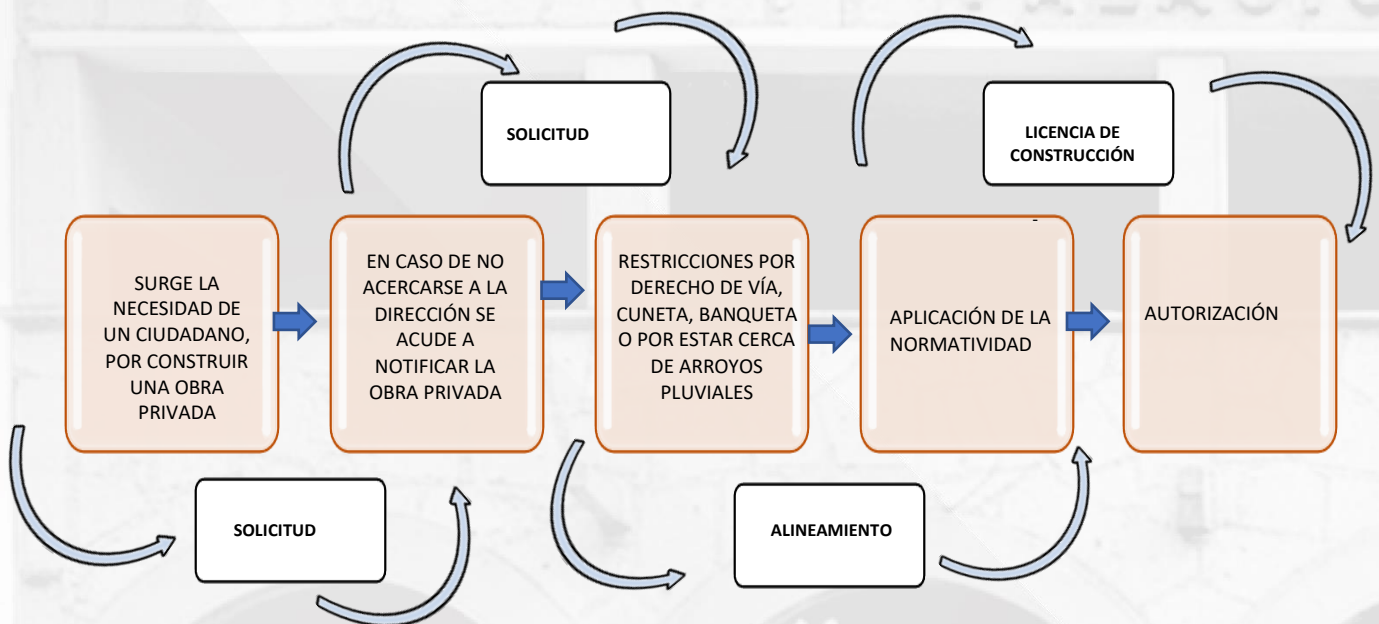 SOLICITUD
LICENCIA DE
CONSTRUCCIÓN
SURGE LA
NECESIDAD DE
UN CIUDADANO,
POR CONSTRUIR
UNA OBRA
PRIVADA
EN CASO DE NO
ACERCARSE A LA
DIRECCIÓN SE
ACUDE A
NOTIFICAR LA
OBRA PRIVADA
RESTRICCIONES POR
DERECHO DE VÍA,
CUNETA, BANQUETA
O POR ESTAR CERCA
DE ARROYOS
PLUVIALES
-
APLICACIÓN DE LA
NORMATIVIDAD
AUTORIZACIÓN
SOLICITUD
ALINEAMIENTO